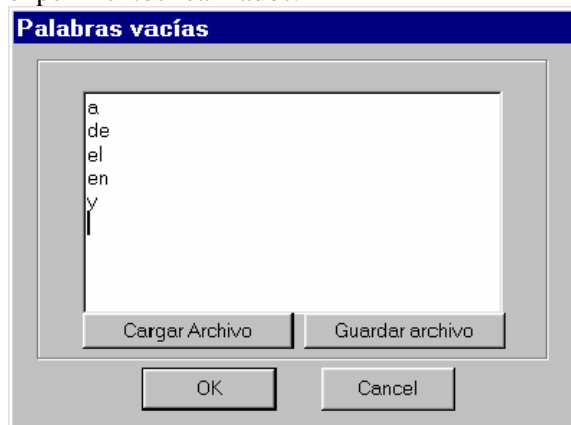 Palabras vacías
a
de
el
en
y
Cargar Archivo Guardar archivo
OK Cancel